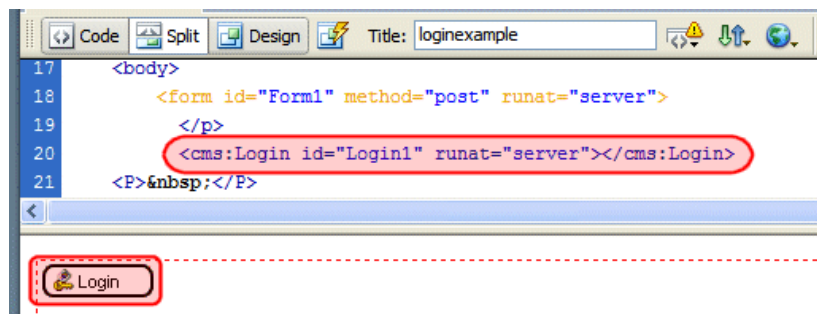 Code Split Design Title: loginexample
17 <body>
18 <form id="Form1" method="post" runat="server">
19 </p>
20 <cms:Login id="Login1" runat="server"></cms:Login>
21 <P>&nbsp;</P>
Login